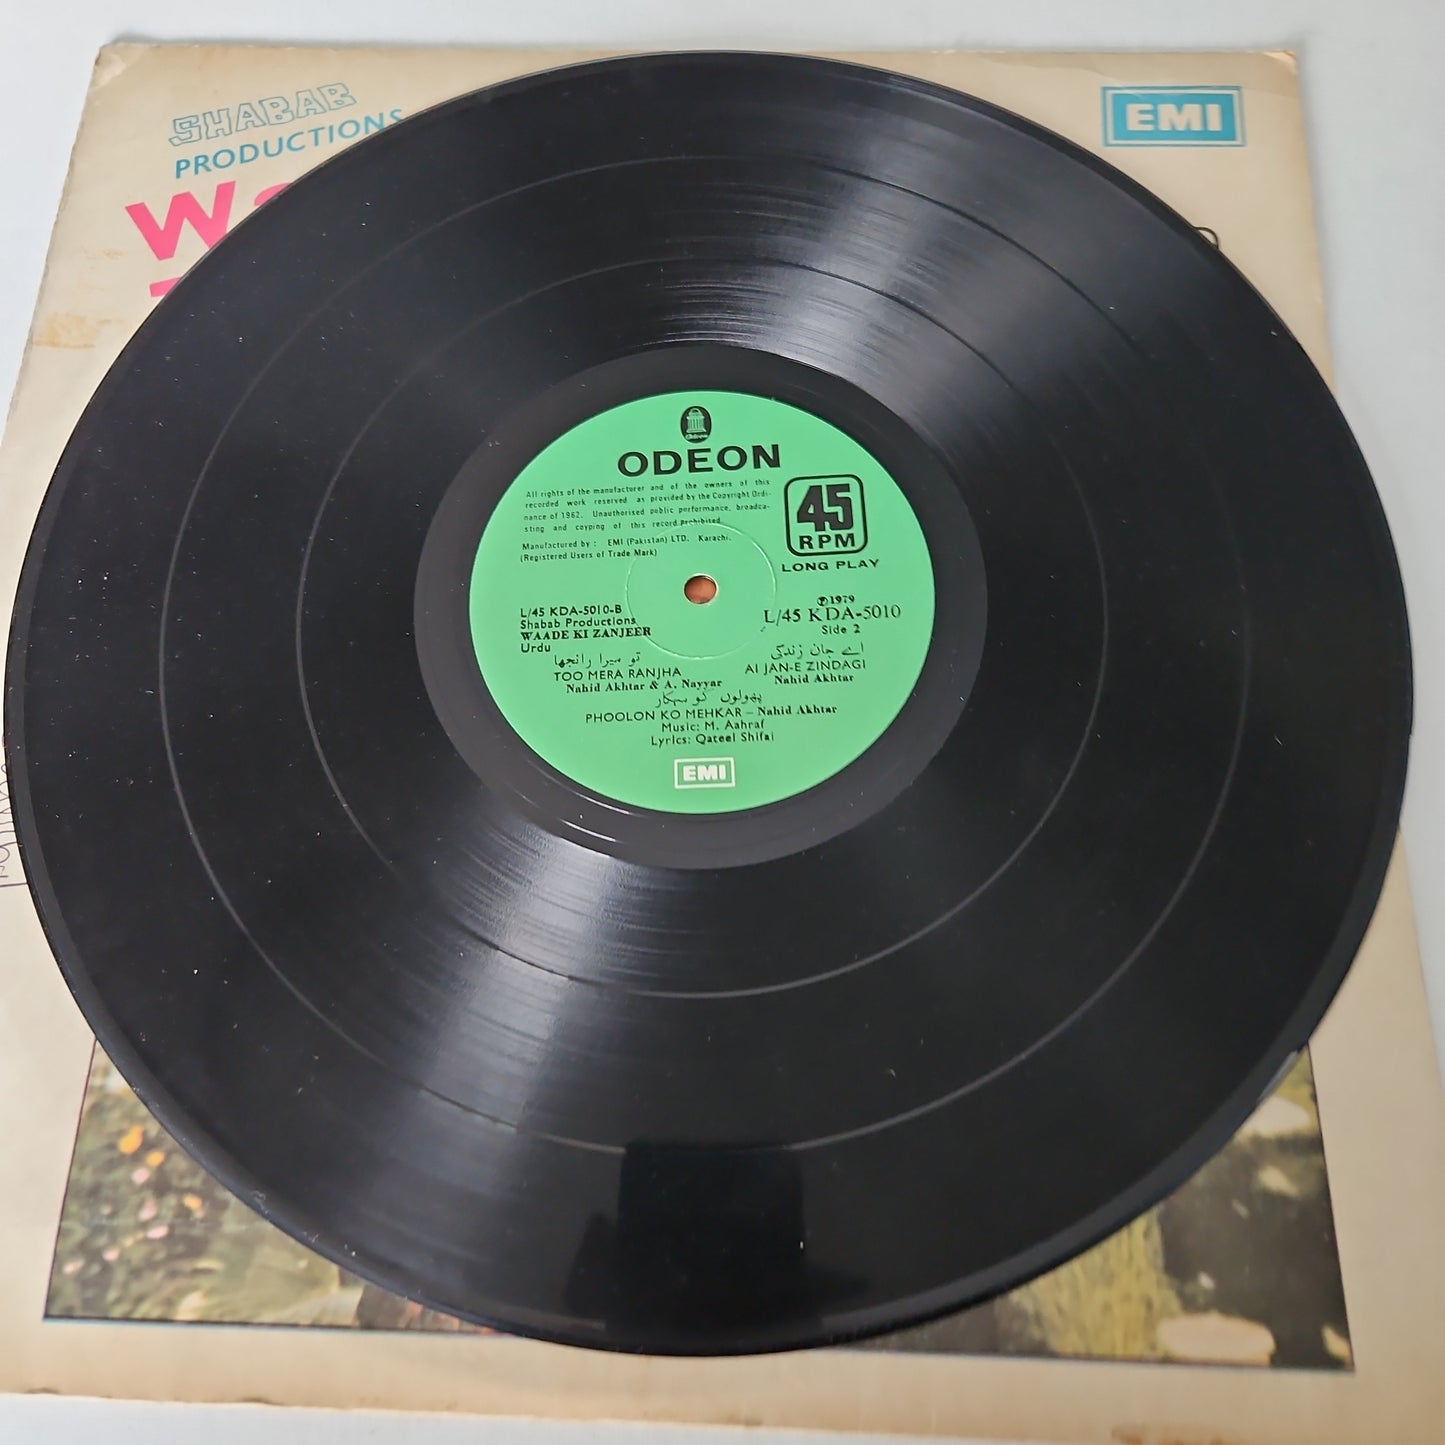 SHABAB
PRODUCTIONS
EMI
Odeon
ODEON
All rights of the manufacturer and of the owners of this
recorded work reserved as provided by the Copyright Ordi-
nance of 1962. Unauthorised public performance, broadca-
sting and coyping of this record prohibited
Manufactured by : EMI (Pakistan) LTD. Karachi.
(Registered Users of Trade Mark)
45
RPM
LONG PLAY
L/45 KDA-5010-B
Shabab Productions
WAADE KI ZANJEER
Urdu
℗1979
L/45 KDA-5010
Side 2
تو میرا رانجھا
TOO MERA RANJHA
Nahid Akhtar & A. Nayyar
اے جان زندگی
AI JAN-E ZINDAGI
Nahid Akhtar
پھولوں کو مہکار
PHOOLON KO MEHKAR – Nahid Akhtar
Music: M. Aahraf
Lyrics: Qateel Shifai
EMI